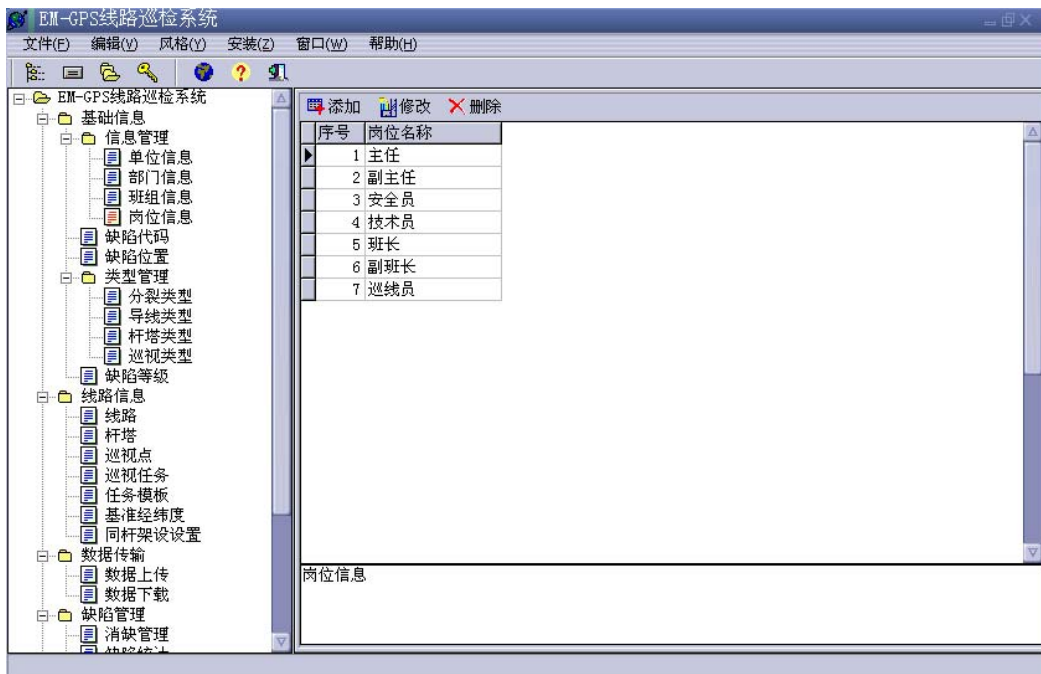 EM-GPS线路巡检系统
文件(F) 编辑(V) 风格(Y) 安装(Z) 窗口(W) 帮助(H)
EM-GPS线路巡检系统
基础信息
信息管理
单位信息
部门信息
班组信息
岗位信息
缺陷代码
缺陷位置
类型管理
分裂类型
导线类型
杆塔类型
巡视类型
缺陷等级
线路信息
线路
杆塔
巡视点
巡视任务
任务模板
基准经纬度
同杆架设设置
数据传输
数据上传
数据下载
缺陷管理
消缺管理
缺陷统计
添加 修改 删除
序号 岗位名称
1 主任
2 副主任
3 安全员
4 技术员
5 班长
6 副班长
7 巡线员
岗位信息